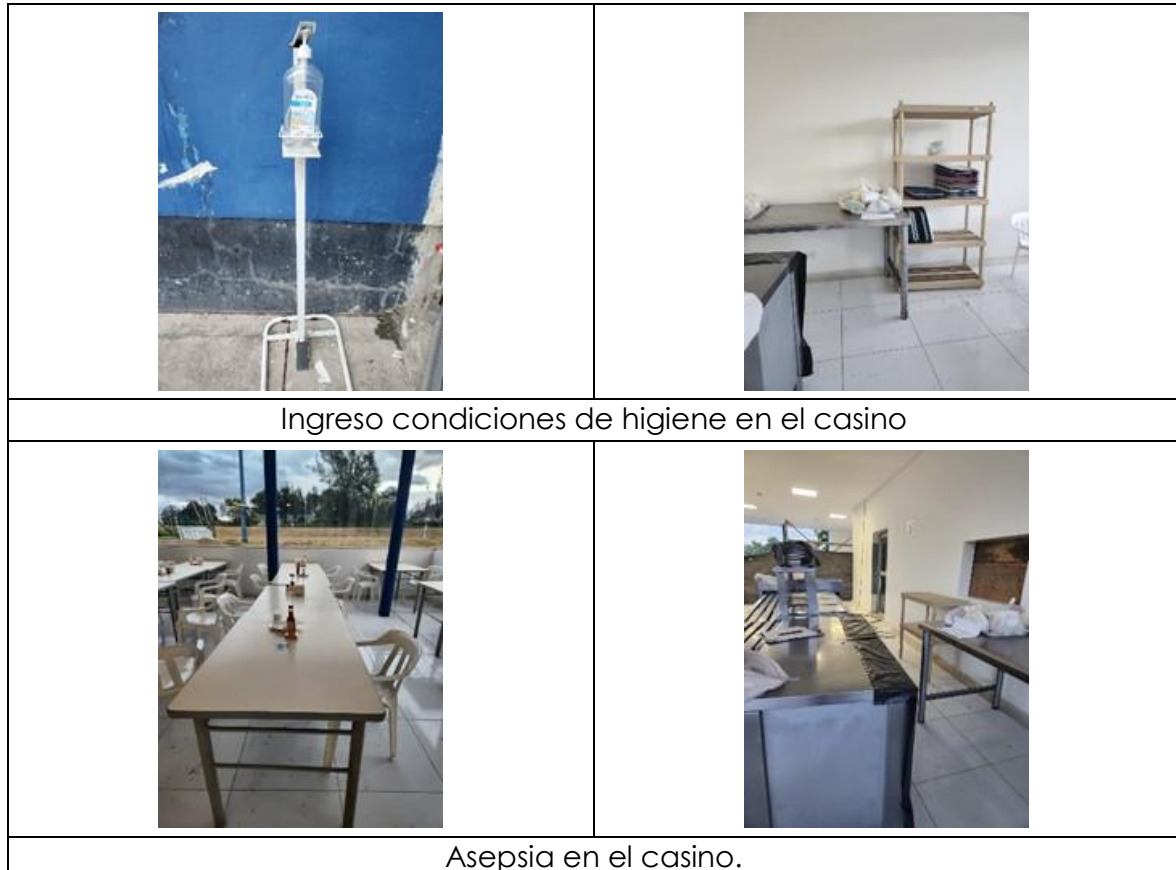 Ingreso condiciones de higiene en el casino
Asepsia en el casino.